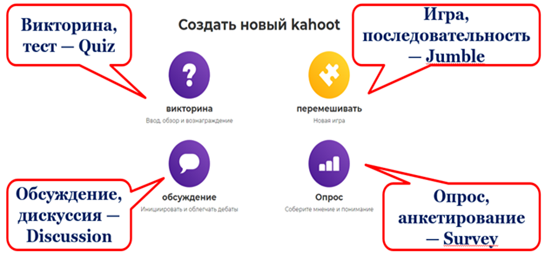 Викторина,
тест — Quiz
Создать новый kahoot
Игра,
последовательность
— Jumble
викторина
Ввод, обзор и вознаграждение
перемешивать
Новая игра
Обсуждение,
дискуссия —
Discussion
обсуждение
Инициировать и облегчать дебаты
Опрос
Соберите мнение и понимание
Опрос,
анкетирование
— Survey